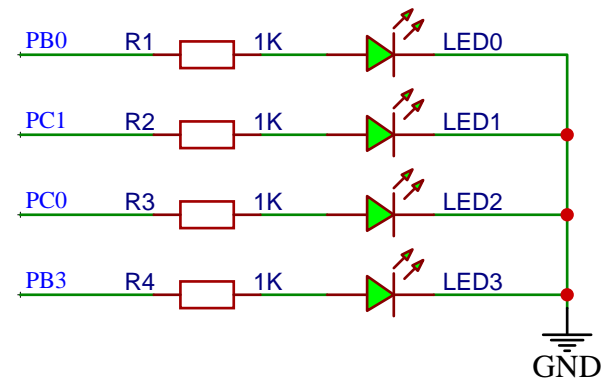 PB0 R1 1K LED0
PC1 R2 1K LED1
PC0 R3 1K LED2
PB3 R4 1K LED3
GND